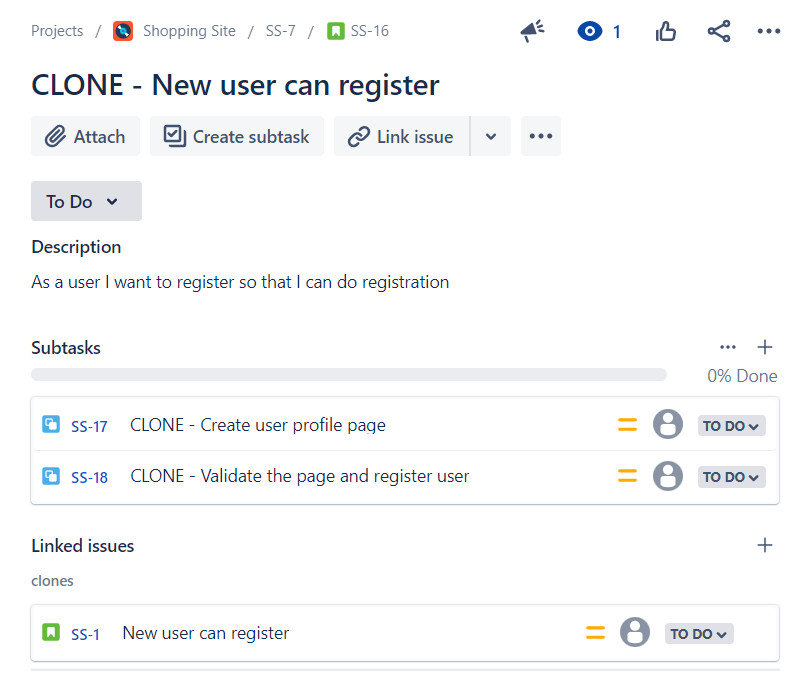 Projects / Shopping Site / SS-7 / SS-16 1
CLONE - New user can register
Attach Create subtask Link issue
To Do
Description
As a user I want to register so that I can do registration
Subtasks
0% Done
SS-17 CLONE - Create user profile page TO DO
SS-18 CLONE - Validate the page and register user TO DO
Linked issues
clones
SS-1 New user can register TO DO